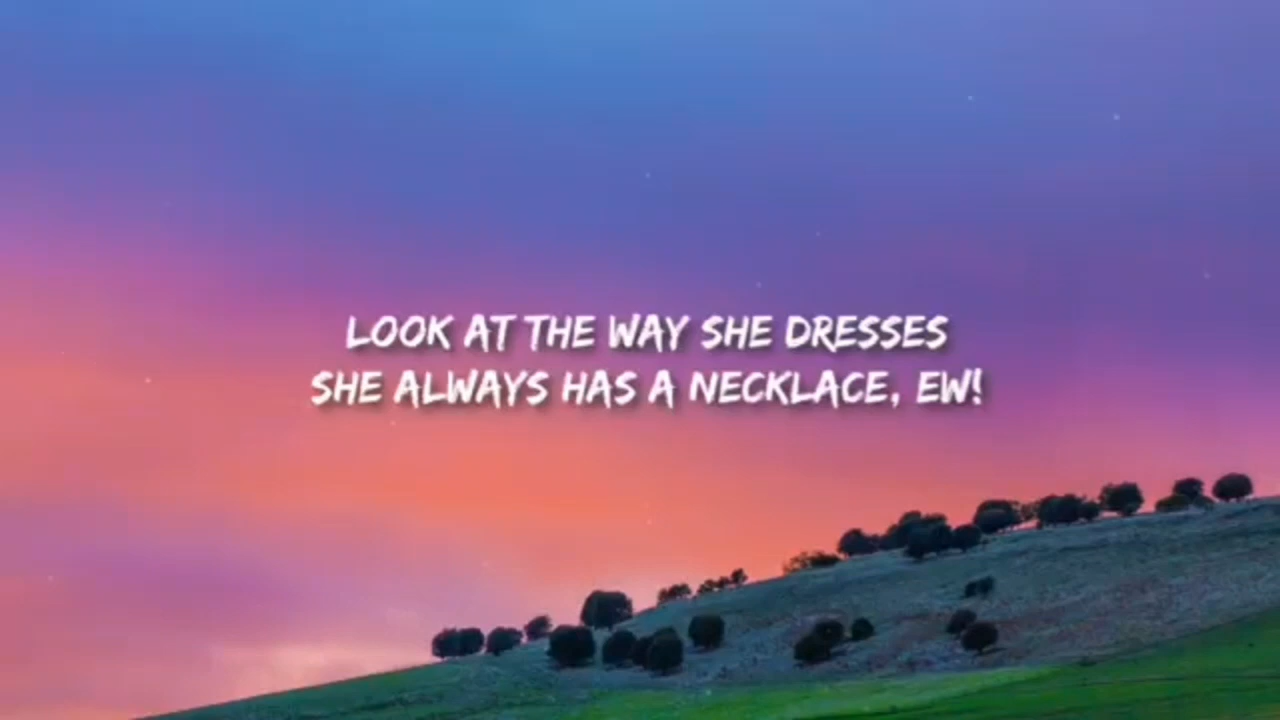 LOOK AT THE WAY SHE DRESSES
SHE ALWAYS HAS A NECKLACE, EW!